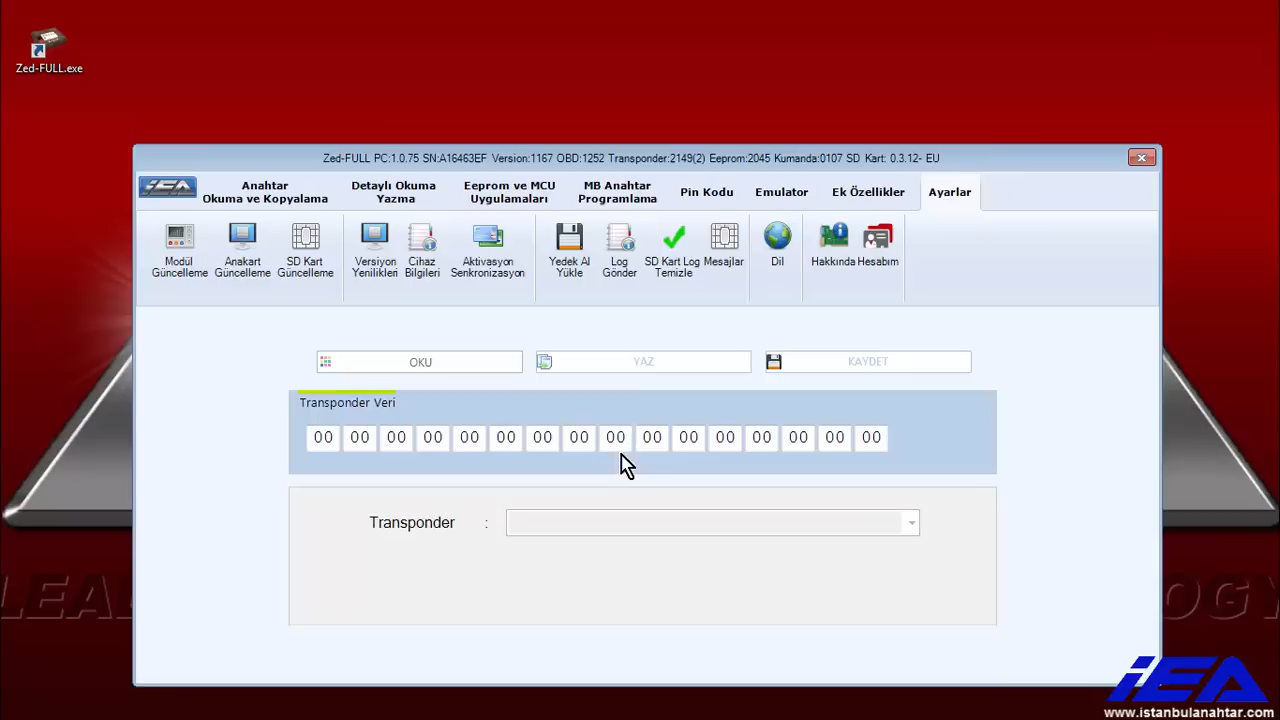 Zed-FULL.exe
Zed-FULL PC:1.0.75 SN:A16463EF Version:1167 OBD:1252 Transponder:2149(2) Eeprom:2045 Kumanda:0107 SD Kart: 0.3.12- EU
iEA
Anahtar
Okuma ve Kopyalama
Detaylı Okuma
Yazma
Eeprom ve MCU
Uygulamaları
MB Anahtar
Programlama
Pin Kodu
Emulator
Ek Özellikler
Ayarlar
Modül
Güncelleme
Anakart
Güncelleme
SD Kart
Güncelleme
Versiyon
Yenilikleri
Cihaz
Bilgileri
Aktivasyon
Senkronizasyon
Yedek Al
Yükle
Log
Gönder
SD Kart Log
Temizle
Mesajlar
Dil
Hakkında
Hesabım
OKU
YAZ
KAYDET
Transponder Veri
00 00 00 00 00 00 00 00 00 00 00 00 00 00 00 00
Transponder :
LEA
OGY
iEA
www.istanbulanahtar.com